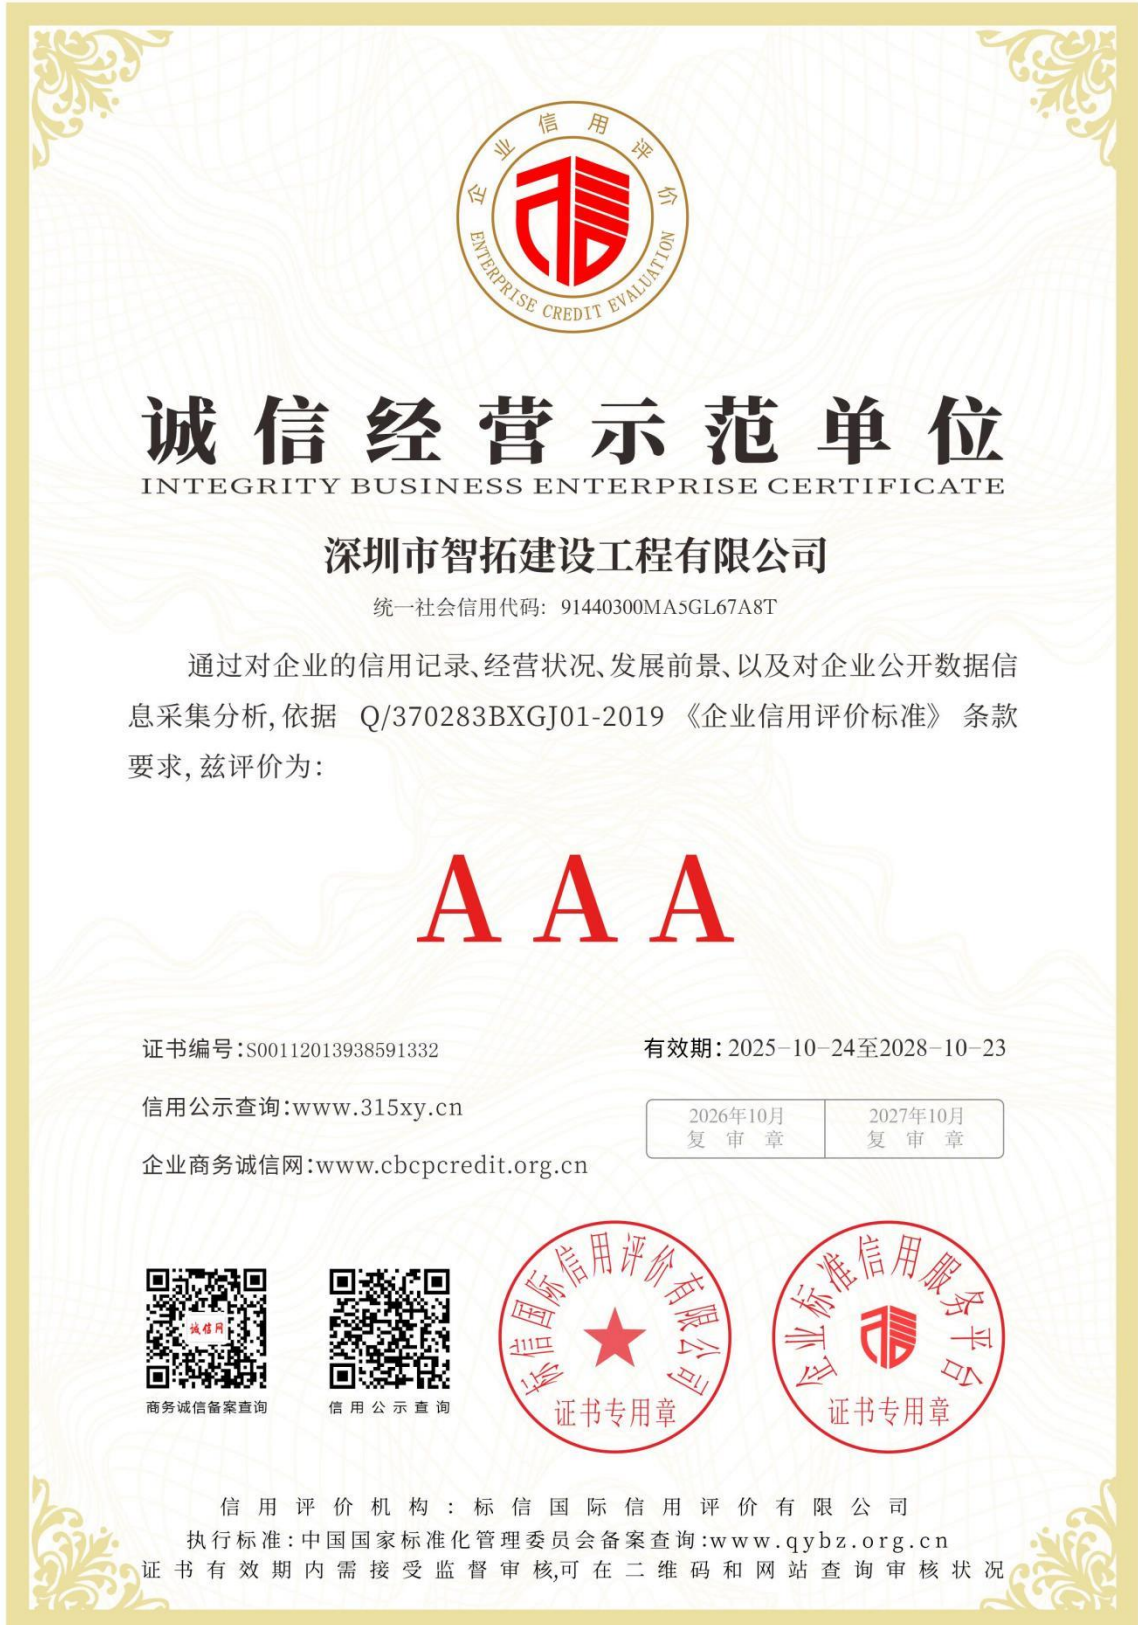 企业信用评价
ENTERPRISE CREDIT EVALUATION
诚信经营示范单位
INTEGRITY BUSINESS ENTERPRISE CERTIFICATE
深圳市智拓建设工程有限公司
统一社会信用代码: 91440300MA5GL67A8T
通过对企业的信用记录、经营状况、发展前景、以及对企业公开数据信
息采集分析, 依据 Q/370283BXGJ01-2019 《企业信用评价标准》 条款
要求, 兹评价为:
AAA
证书编号:S00112013938591332
有效期:2025-10-24至2028-10-23
信用公示查询:www.315xy.cn
2026年10月 2027年10月
复审章 复审章
企业商务诚信网:www.cbcpcredit.org.cn
诚信网
商务诚信备案查询
信用公示查询
标信国际信用评价有限公司
证书专用章
企业标准信用服务平台
证书专用章
信用评价机构:标信国际信用评价有限公司
执行标准:中国国家标准化管理委员会备案查询:www.qybz.org.cn
证书有效期内需接受监督审核,可在二维码和网站查询审核状况